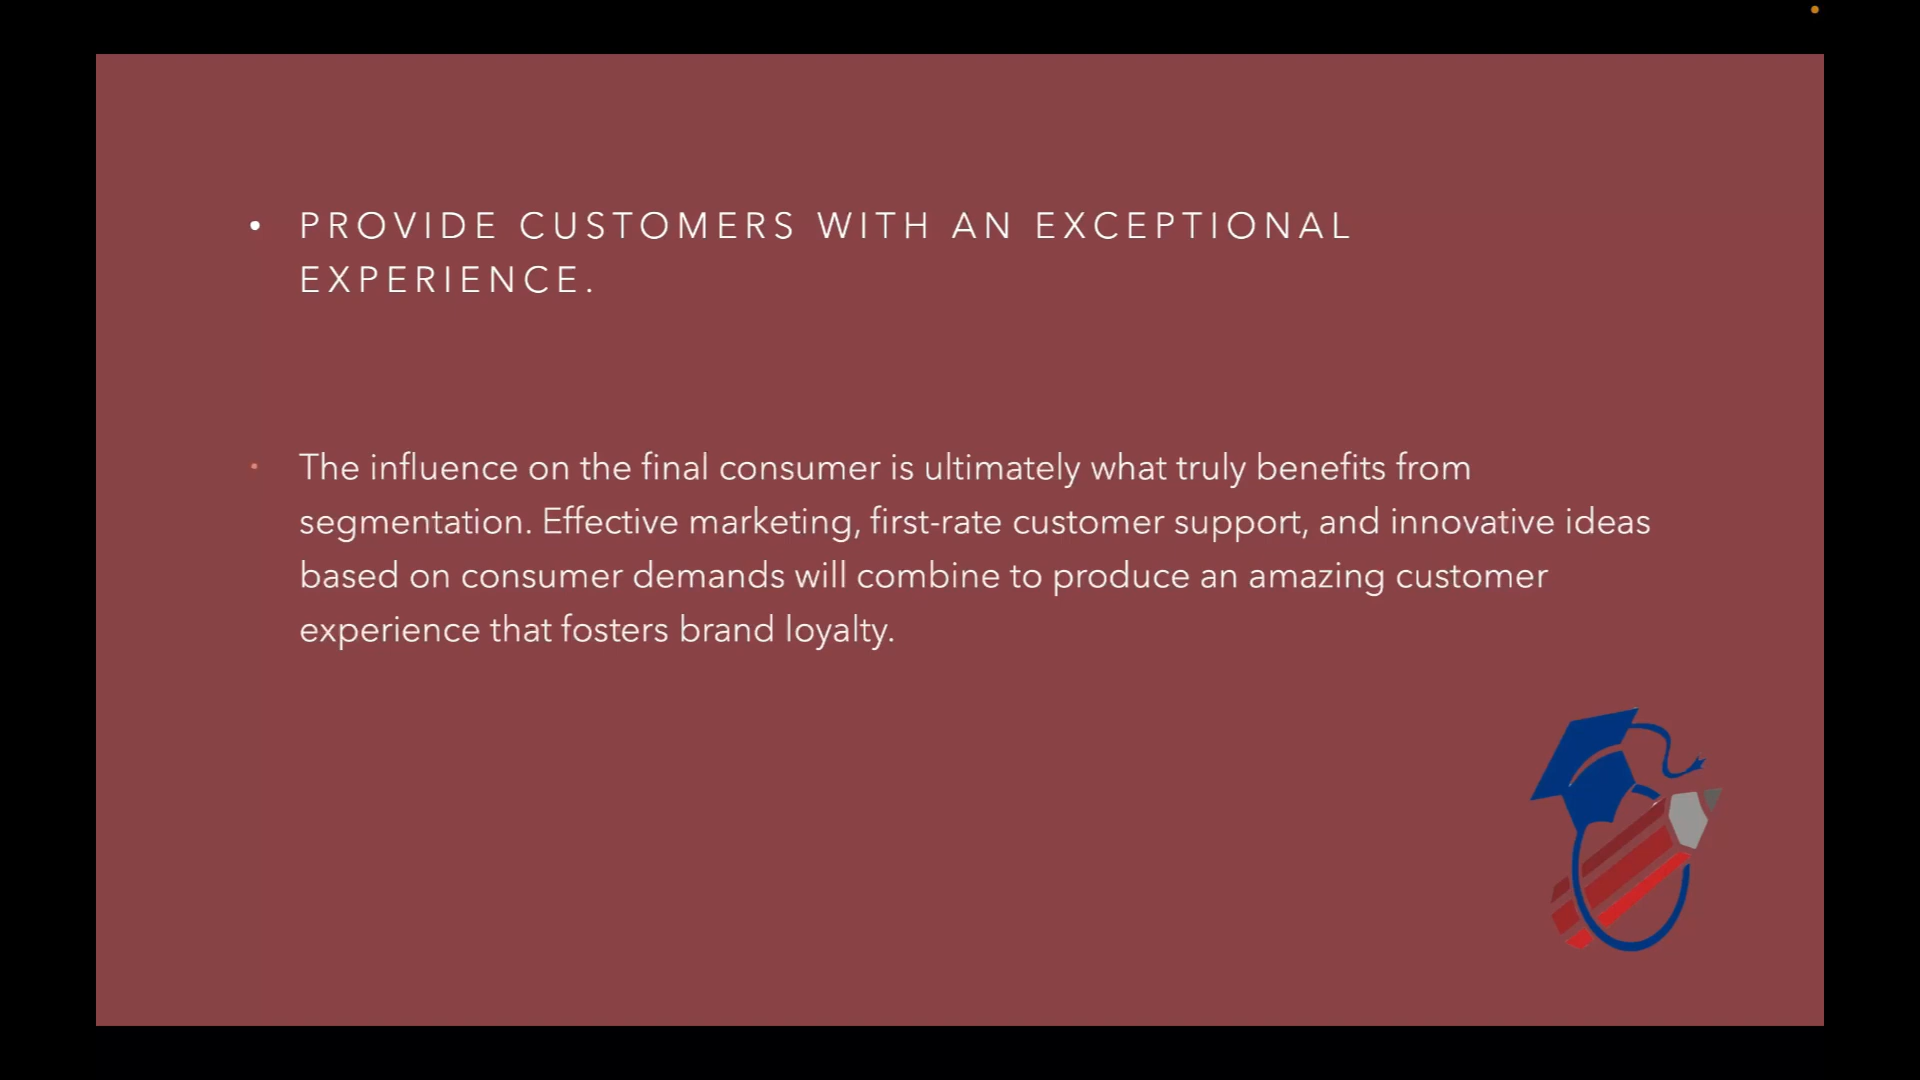 • PROVIDE CUSTOMERS WITH AN EXCEPTIONAL
EXPERIENCE.
• The influence on the final consumer is ultimately what truly benefits from
segmentation. Effective marketing, first-rate customer support, and innovative ideas
based on consumer demands will combine to produce an amazing customer
experience that fosters brand loyalty.